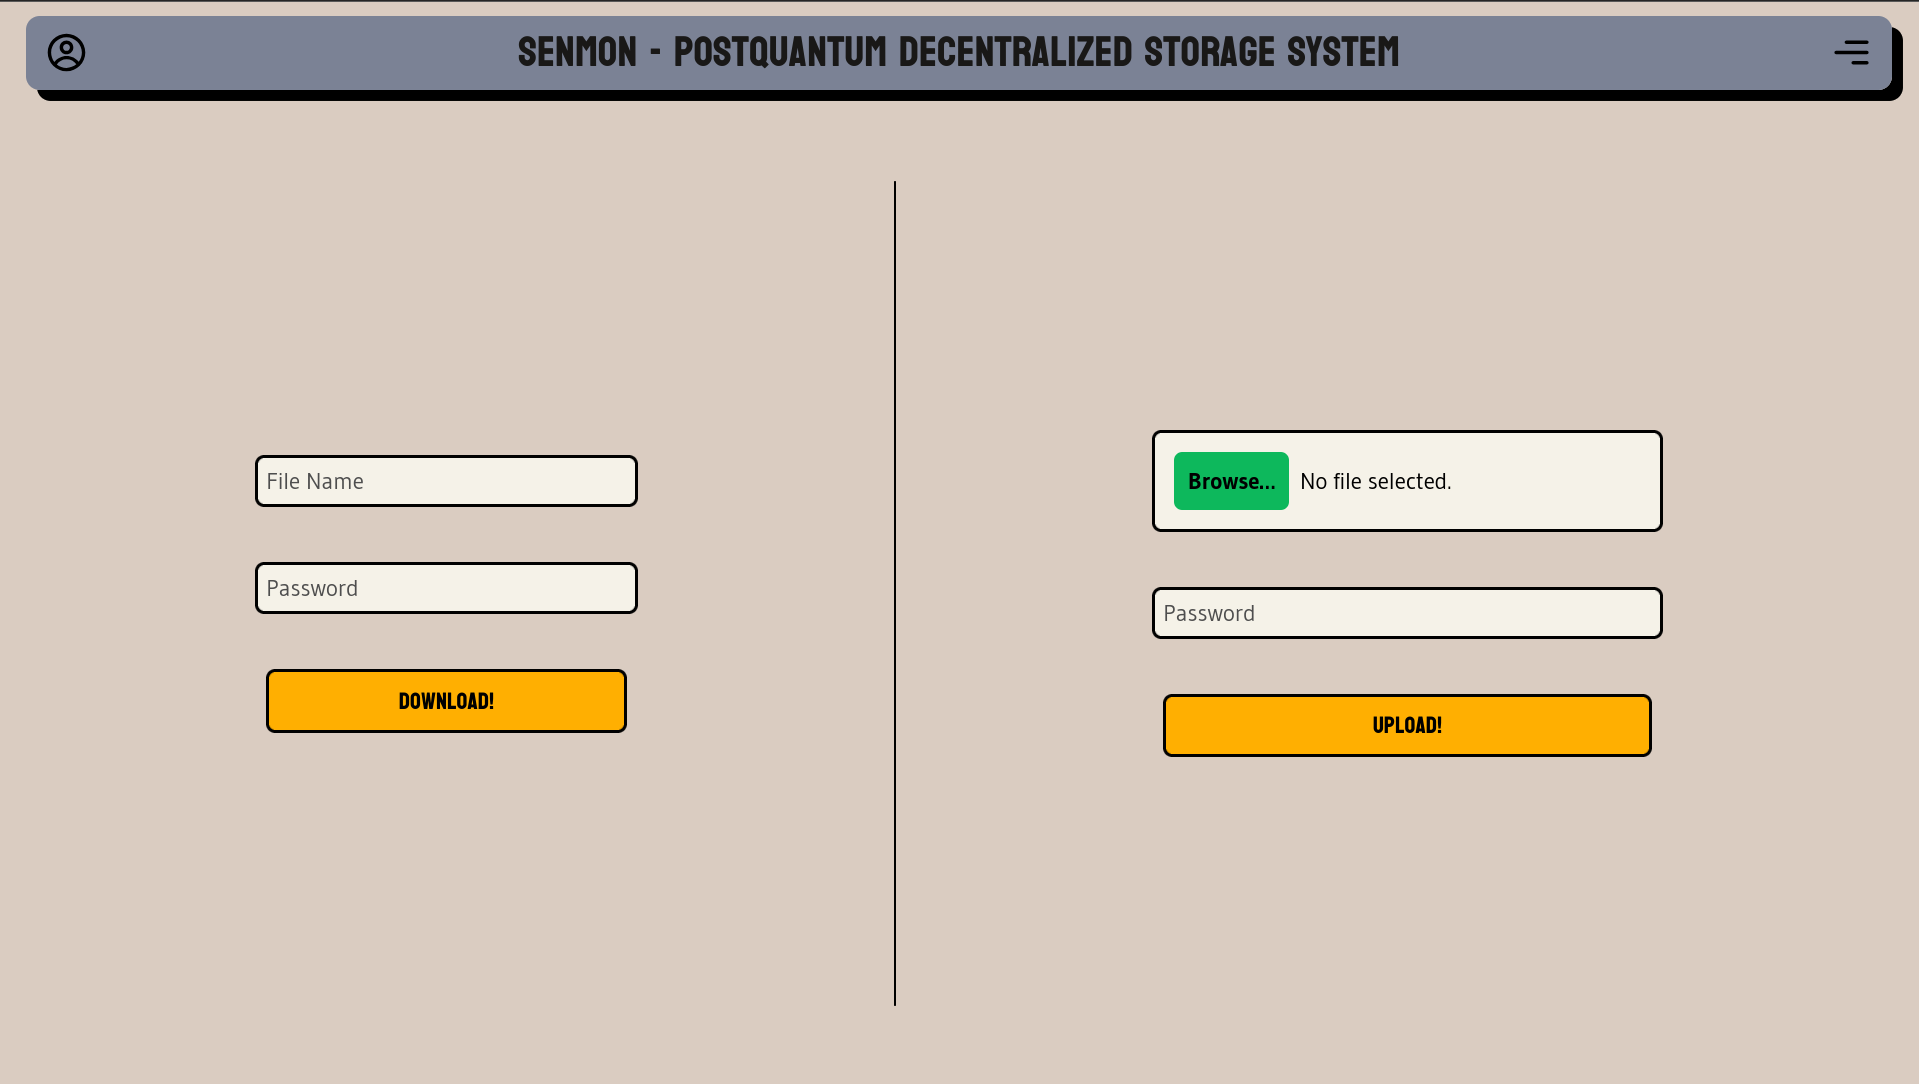 SENMON - POSTQUANTUM DECENTRALIZED STORAGE SYSTEM
File Name
Password
DOWNLOAD!
Browse... No file selected.
Password
UPLOAD!